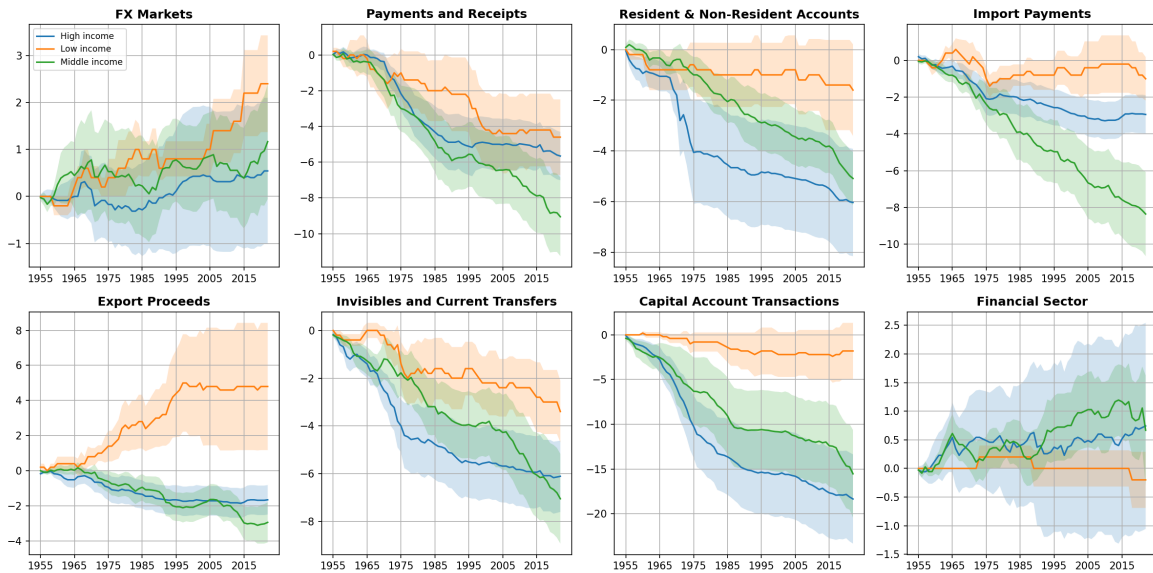 FX Markets
High income
Low income
Middle income
3
2
1
0
−1
1955 1965 1975 1985 1995 2005 2015
Payments and Receipts
0
−2
−4
−6
−8
−10
1955 1965 1975 1985 1995 2005 2015
Resident & Non-Resident Accounts
0
−2
−4
−6
−8
1955 1965 1975 1985 1995 2005 2015
Import Payments
0
−2
−4
−6
−8
−10
1955 1965 1975 1985 1995 2005 2015
Export Proceeds
8
6
4
2
0
−2
−4
1955 1965 1975 1985 1995 2005 2015
Invisibles and Current Transfers
0
−2
−4
−6
−8
1955 1965 1975 1985 1995 2005 2015
Capital Account Transactions
0
−5
−10
−15
−20
1955 1965 1975 1985 1995 2005 2015
Financial Sector
2.5
2.0
1.5
1.0
0.5
0.0
−0.5
−1.0
−1.5
1955 1965 1975 1985 1995 2005 2015